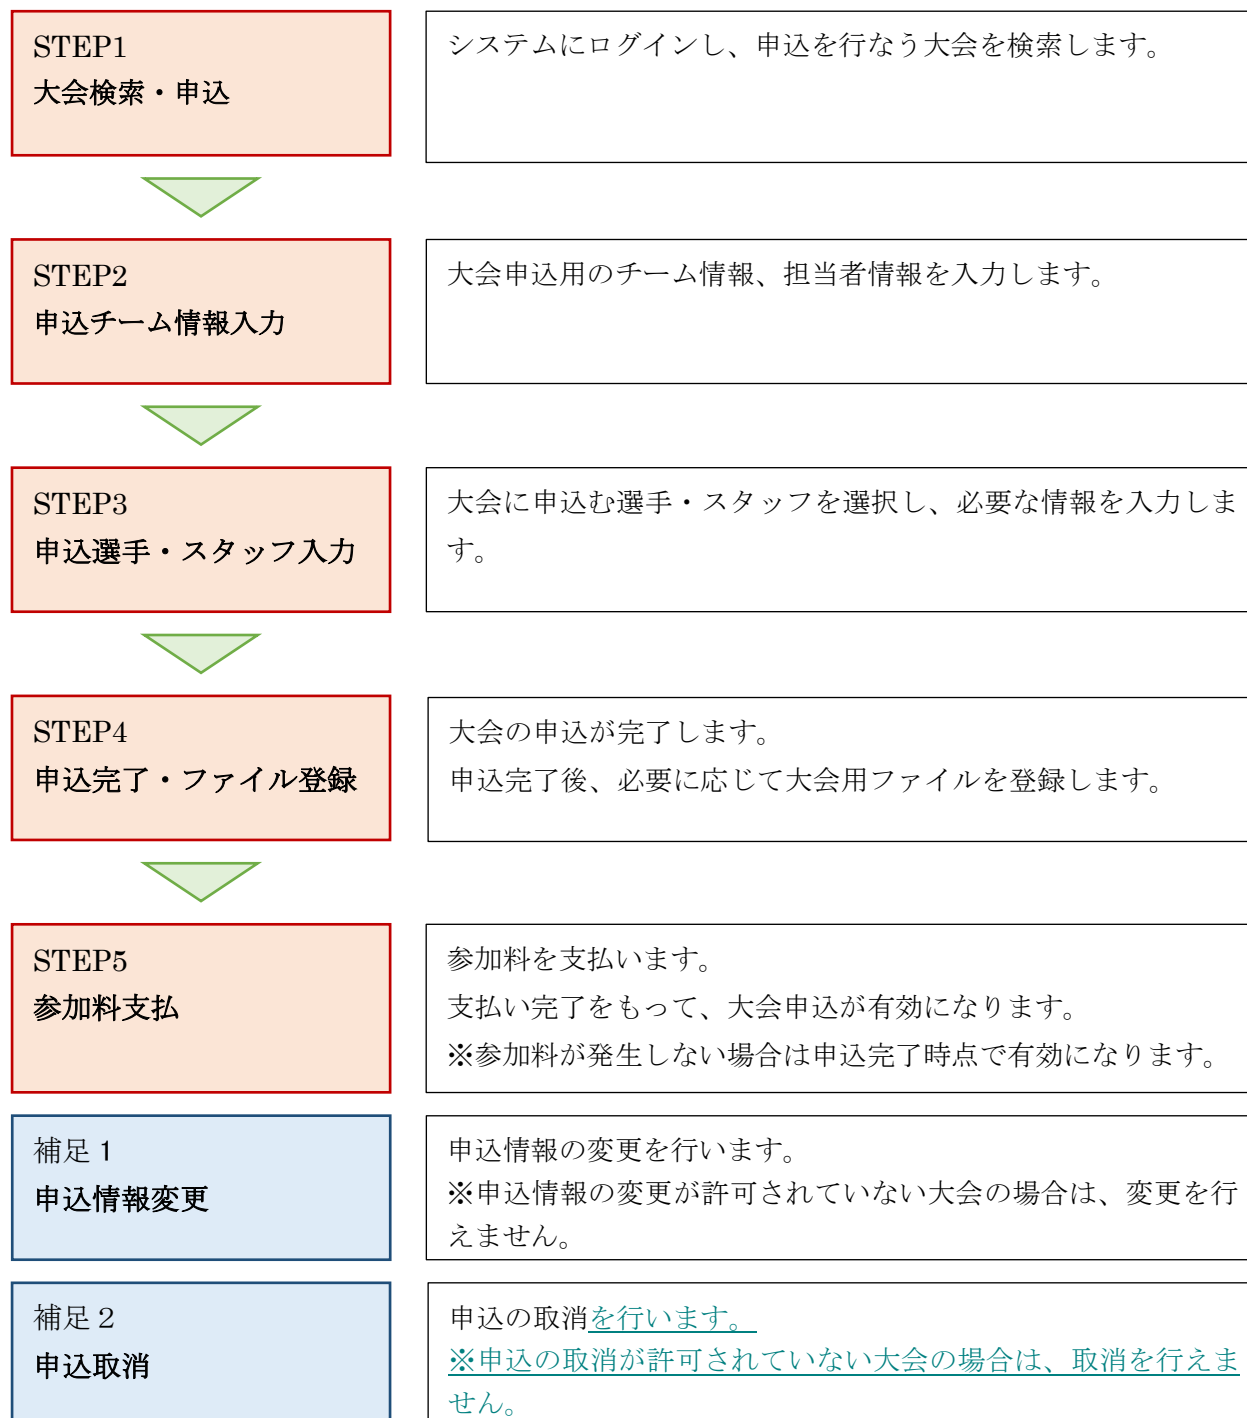 STEP1
大会検索・申込
システムにログインし、申込を行なう大会を検索します。
STEP2
申込チーム情報入力
大会申込用のチーム情報、担当者情報を入力します。
STEP3
申込選手・スタッフ入力
大会に申込む選手・スタッフを選択し、必要な情報を入力しま
す。
STEP4
申込完了・ファイル登録
大会の申込が完了します。
申込完了後、必要に応じて大会用ファイルを登録します。
STEP5
参加料支払
参加料を支払います。
支払い完了をもって、大会申込が有効になります。
※参加料が発生しない場合は申込完了時点で有効になります。
補足１
申込情報変更
申込情報の変更を行います。
※申込情報の変更が許可されていない大会の場合は、変更を行
えません。
補足２
申込取消
申込の取消を行います。
※申込の取消が許可されていない大会の場合は、取消を行えま
せん。